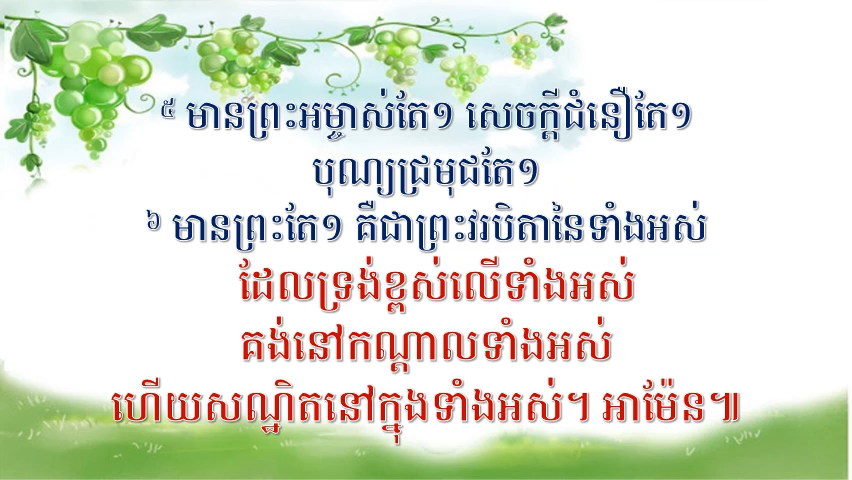 ៥ មានព្រះអម្ចាស់តែ១ សេចក្ដីជំនឿតែ១
បុណ្យជ្រមុជតែ១
៦ មានព្រះតែ១ គឺជាព្រះវរបិតានៃទាំងអស់
ដែលទ្រង់ខ្ពស់លើទាំងអស់
គង់នៅកណ្ដាលទាំងអស់
ហើយសណ្ឋិតនៅក្នុងទាំងអស់។ អាម៉ែន៕